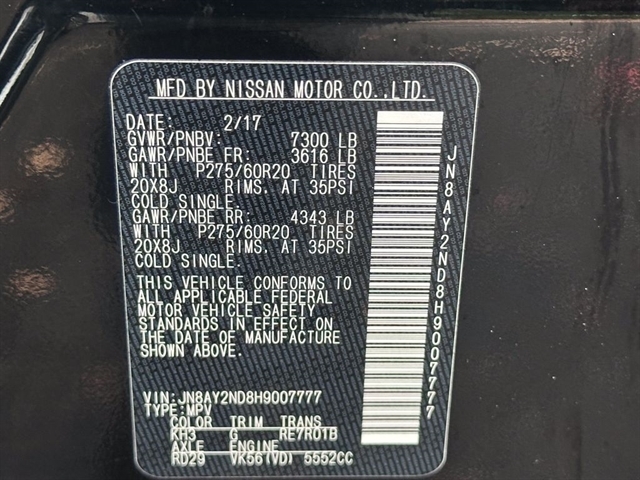 MFD BY NISSAN MOTOR CO.,LTD.
DATE: 2/17
GVWR/PNBV: 7300 LB
GAWR/PNBE FR: 3616 LB
WITH P275/60R20 TIRES
20X8J RIMS. AT 35PSI
COLD SINGLE.
GAWR/PNBE RR: 4343 LB
WITH P275/60R20 TIRES
20X8J RIMS. AT 35PSI
COLD SINGLE.
THIS VEHICLE CONFORMS TO
ALL APPLICABLE FEDERAL
MOTOR VEHICLE SAFETY
STANDARDS IN EFFECT ON
THE DATE OF MANUFACTURE
SHOWN ABOVE.
VIN:JN8AY2ND8H9007777
TYPE:MPV
COLOR TRIM TRANS
KH3 G RE7R01B
AXLE ENGINE
RD29 VK56(VD) 5552CC
JN8AY2ND8H9007777